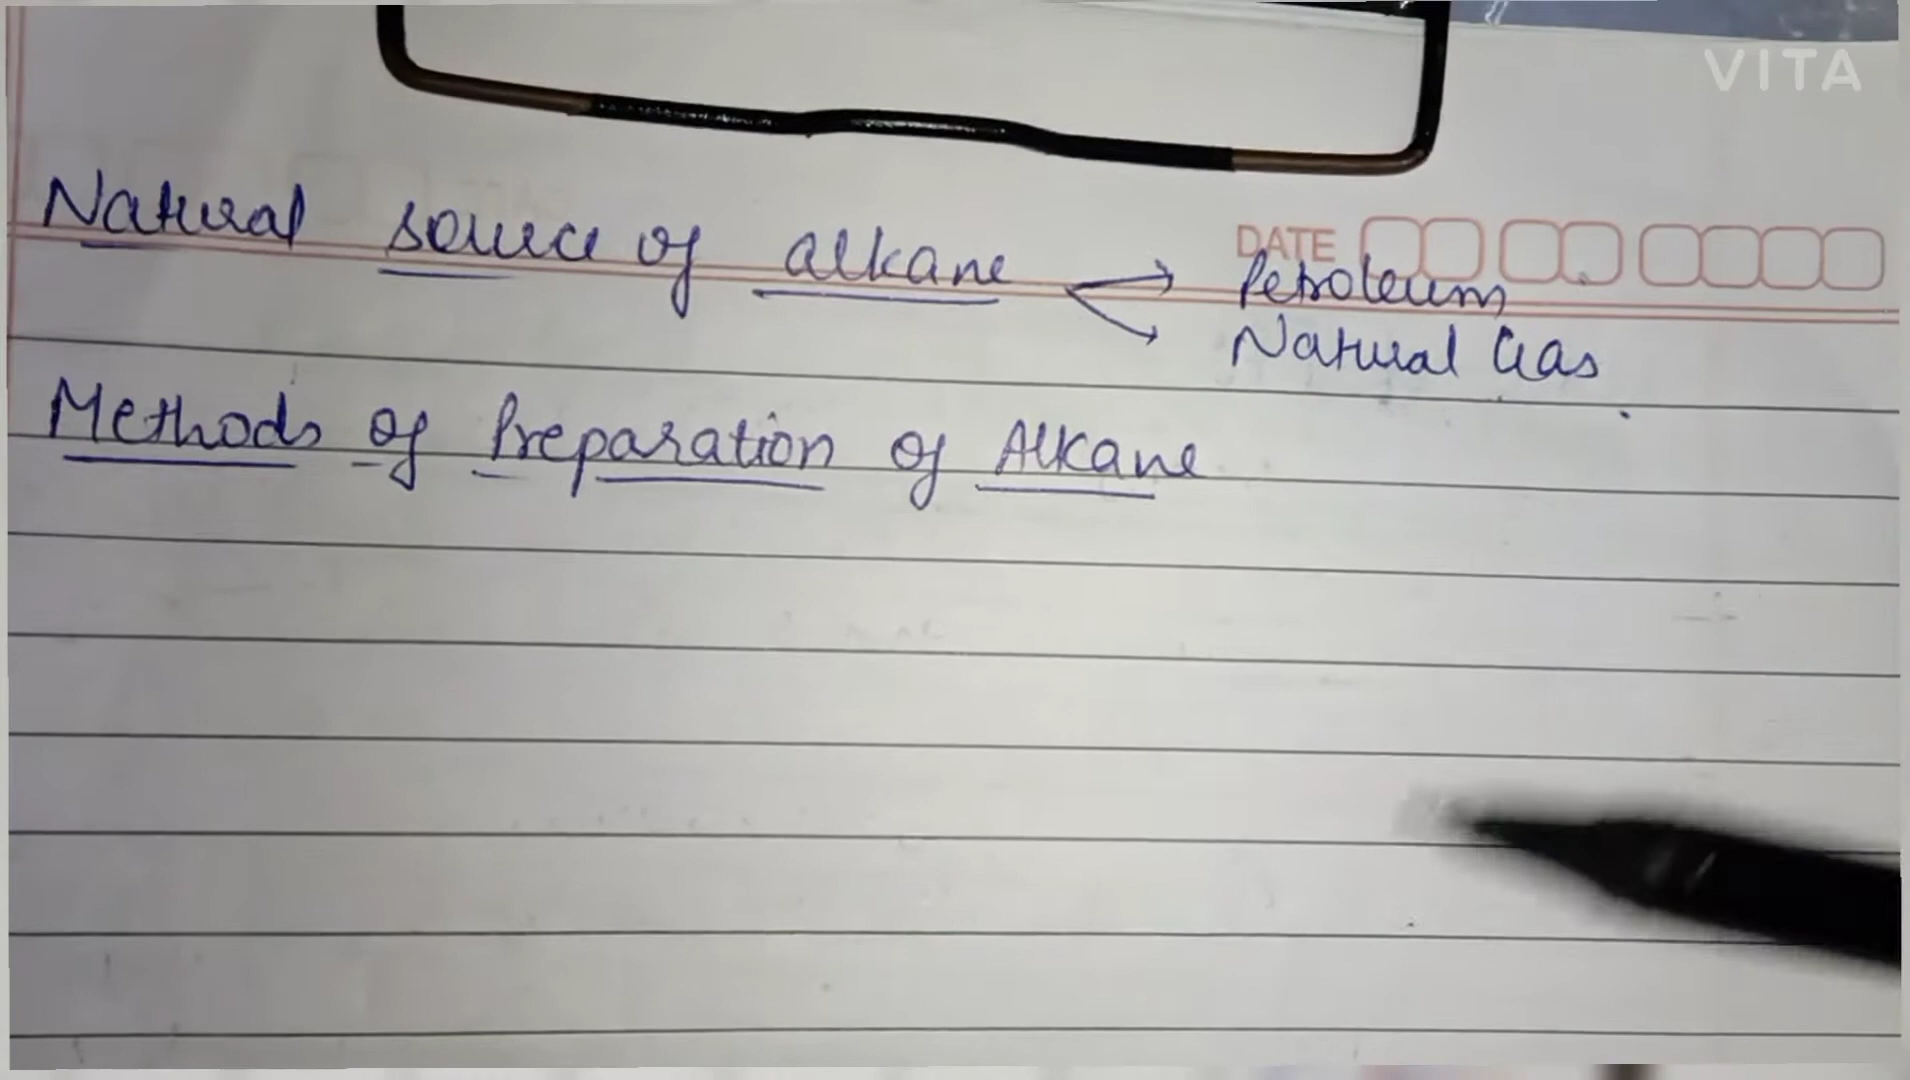 VITA
Natural source of alkane
DATE
Petroleum
Natural Gas
Methods of Preparation of Alkane